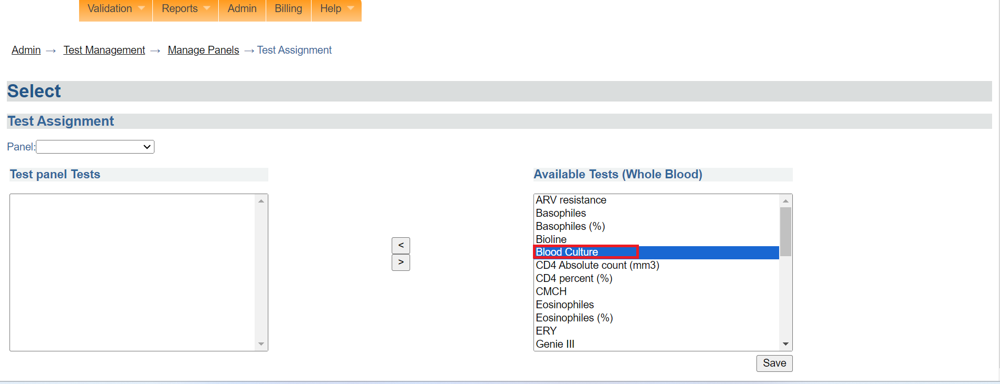 Validation Reports Admin Billing Help
Admin → Test Management → Manage Panels → Test Assignment
Select
Test Assignment
Panel:
Test panel Tests
Available Tests (Whole Blood)
ARV resistance
Basophiles
Basophiles (%)
Bioline
Blood Culture
CD4 Absolute count (mm3)
CD4 percent (%)
CMCH
Eosinophiles
Eosinophiles (%)
ERY
Genie III
<
>
Save